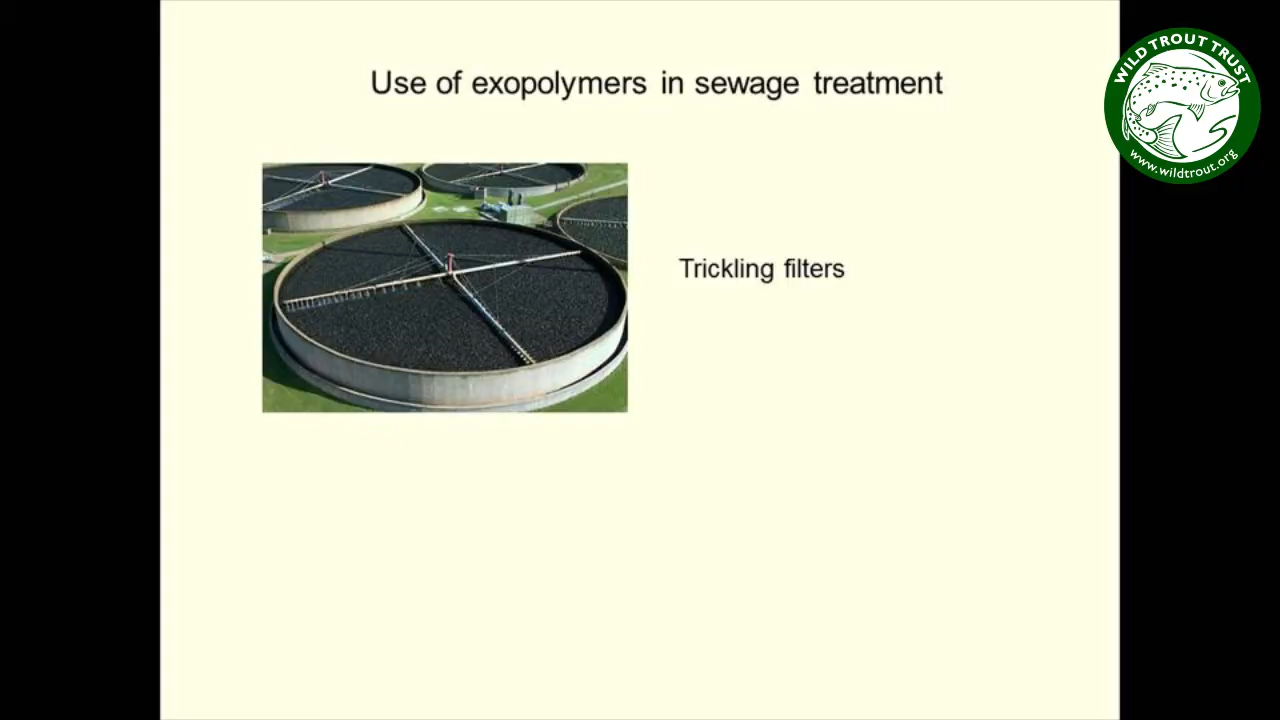 Use of exopolymers in sewage treatment
WILD TROUT TRUST
Trickling filters
www.wildtrout.org